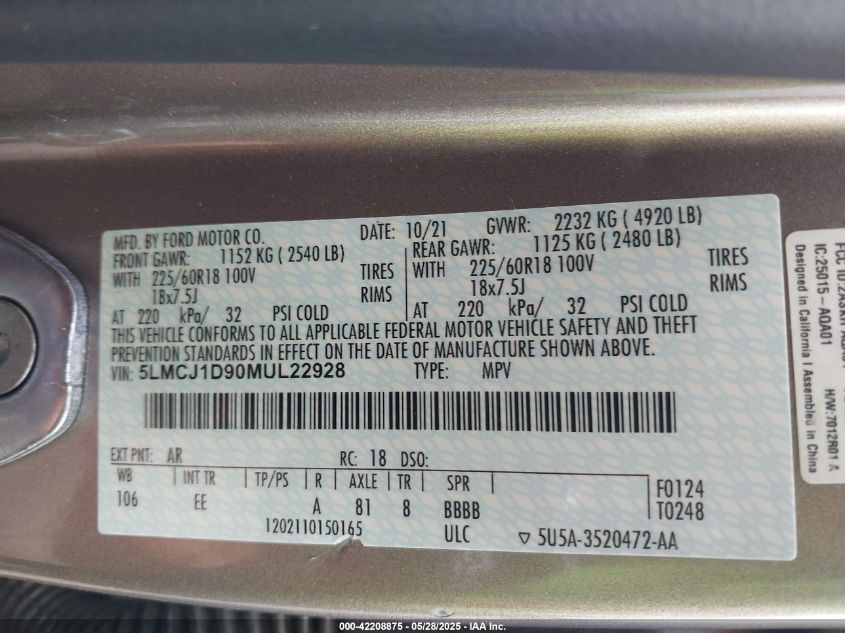 MFD. BY FORD MOTOR CO.
DATE: 10/21 GVWR: 2232 KG ( 4920 LB)
FRONT GAWR: 1152 KG ( 2540 LB)
REAR GAWR: 1125 KG ( 2480 LB)
WITH 225/60R18 100V TIRES
WITH 225/60R18 100V TIRES
18x7.5J RIMS
18x7.5J RIMS
AT 220 kPa/ 32 PSI COLD
AT 220 kPa/ 32 PSI COLD
THIS VEHICLE CONFORMS TO ALL APPLICABLE FEDERAL MOTOR VEHICLE SAFETY AND THEFT
PREVENTION STANDARDS IN EFFECT ON THE DATE OF MANUFACTURE SHOWN ABOVE.
VIN: 5LMCJ1D90MUL22928 TYPE: MPV
EXT PNT: AR RC: 18 DSO:
WB INT TR TP/PS R AXLE TR SPR
106 EE A 81 8 BBBB
F0124
T0248
1202110150165 ULC ▽ 5U5A-3520472-AA
IC:25015-AQA01
H/W:7012R01 A
Designed in California I Assembled in China
000-42208875 - 05/28/2025 - IAA Inc.